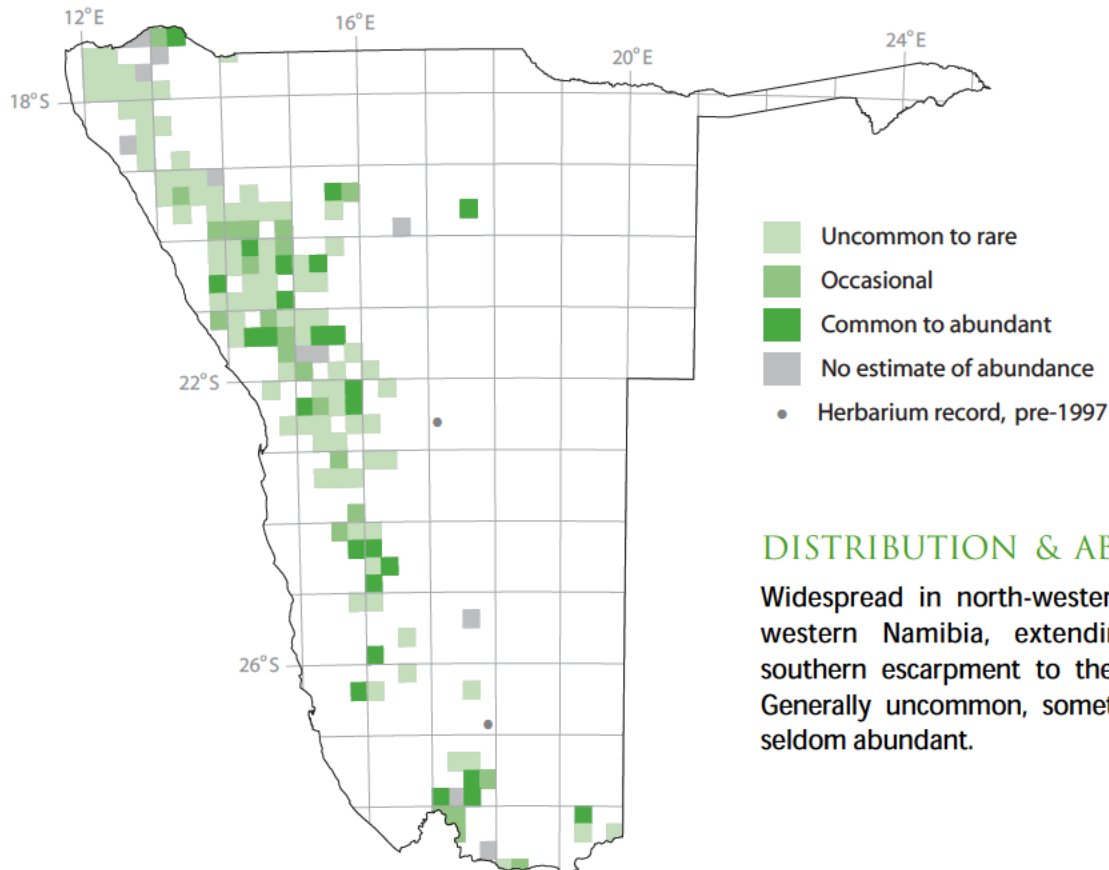 12°E
16°E
20°E
24°E
18°S
22°S
26°S
Uncommon to rare
Occasional
Common to abundant
No estimate of abundance
Herbarium record, pre-1997
DISTRIBUTION & AB
Widespread in north-wester
western Namibia, extendi
southern escarpment to the
Generally uncommon, somet
seldom abundant.